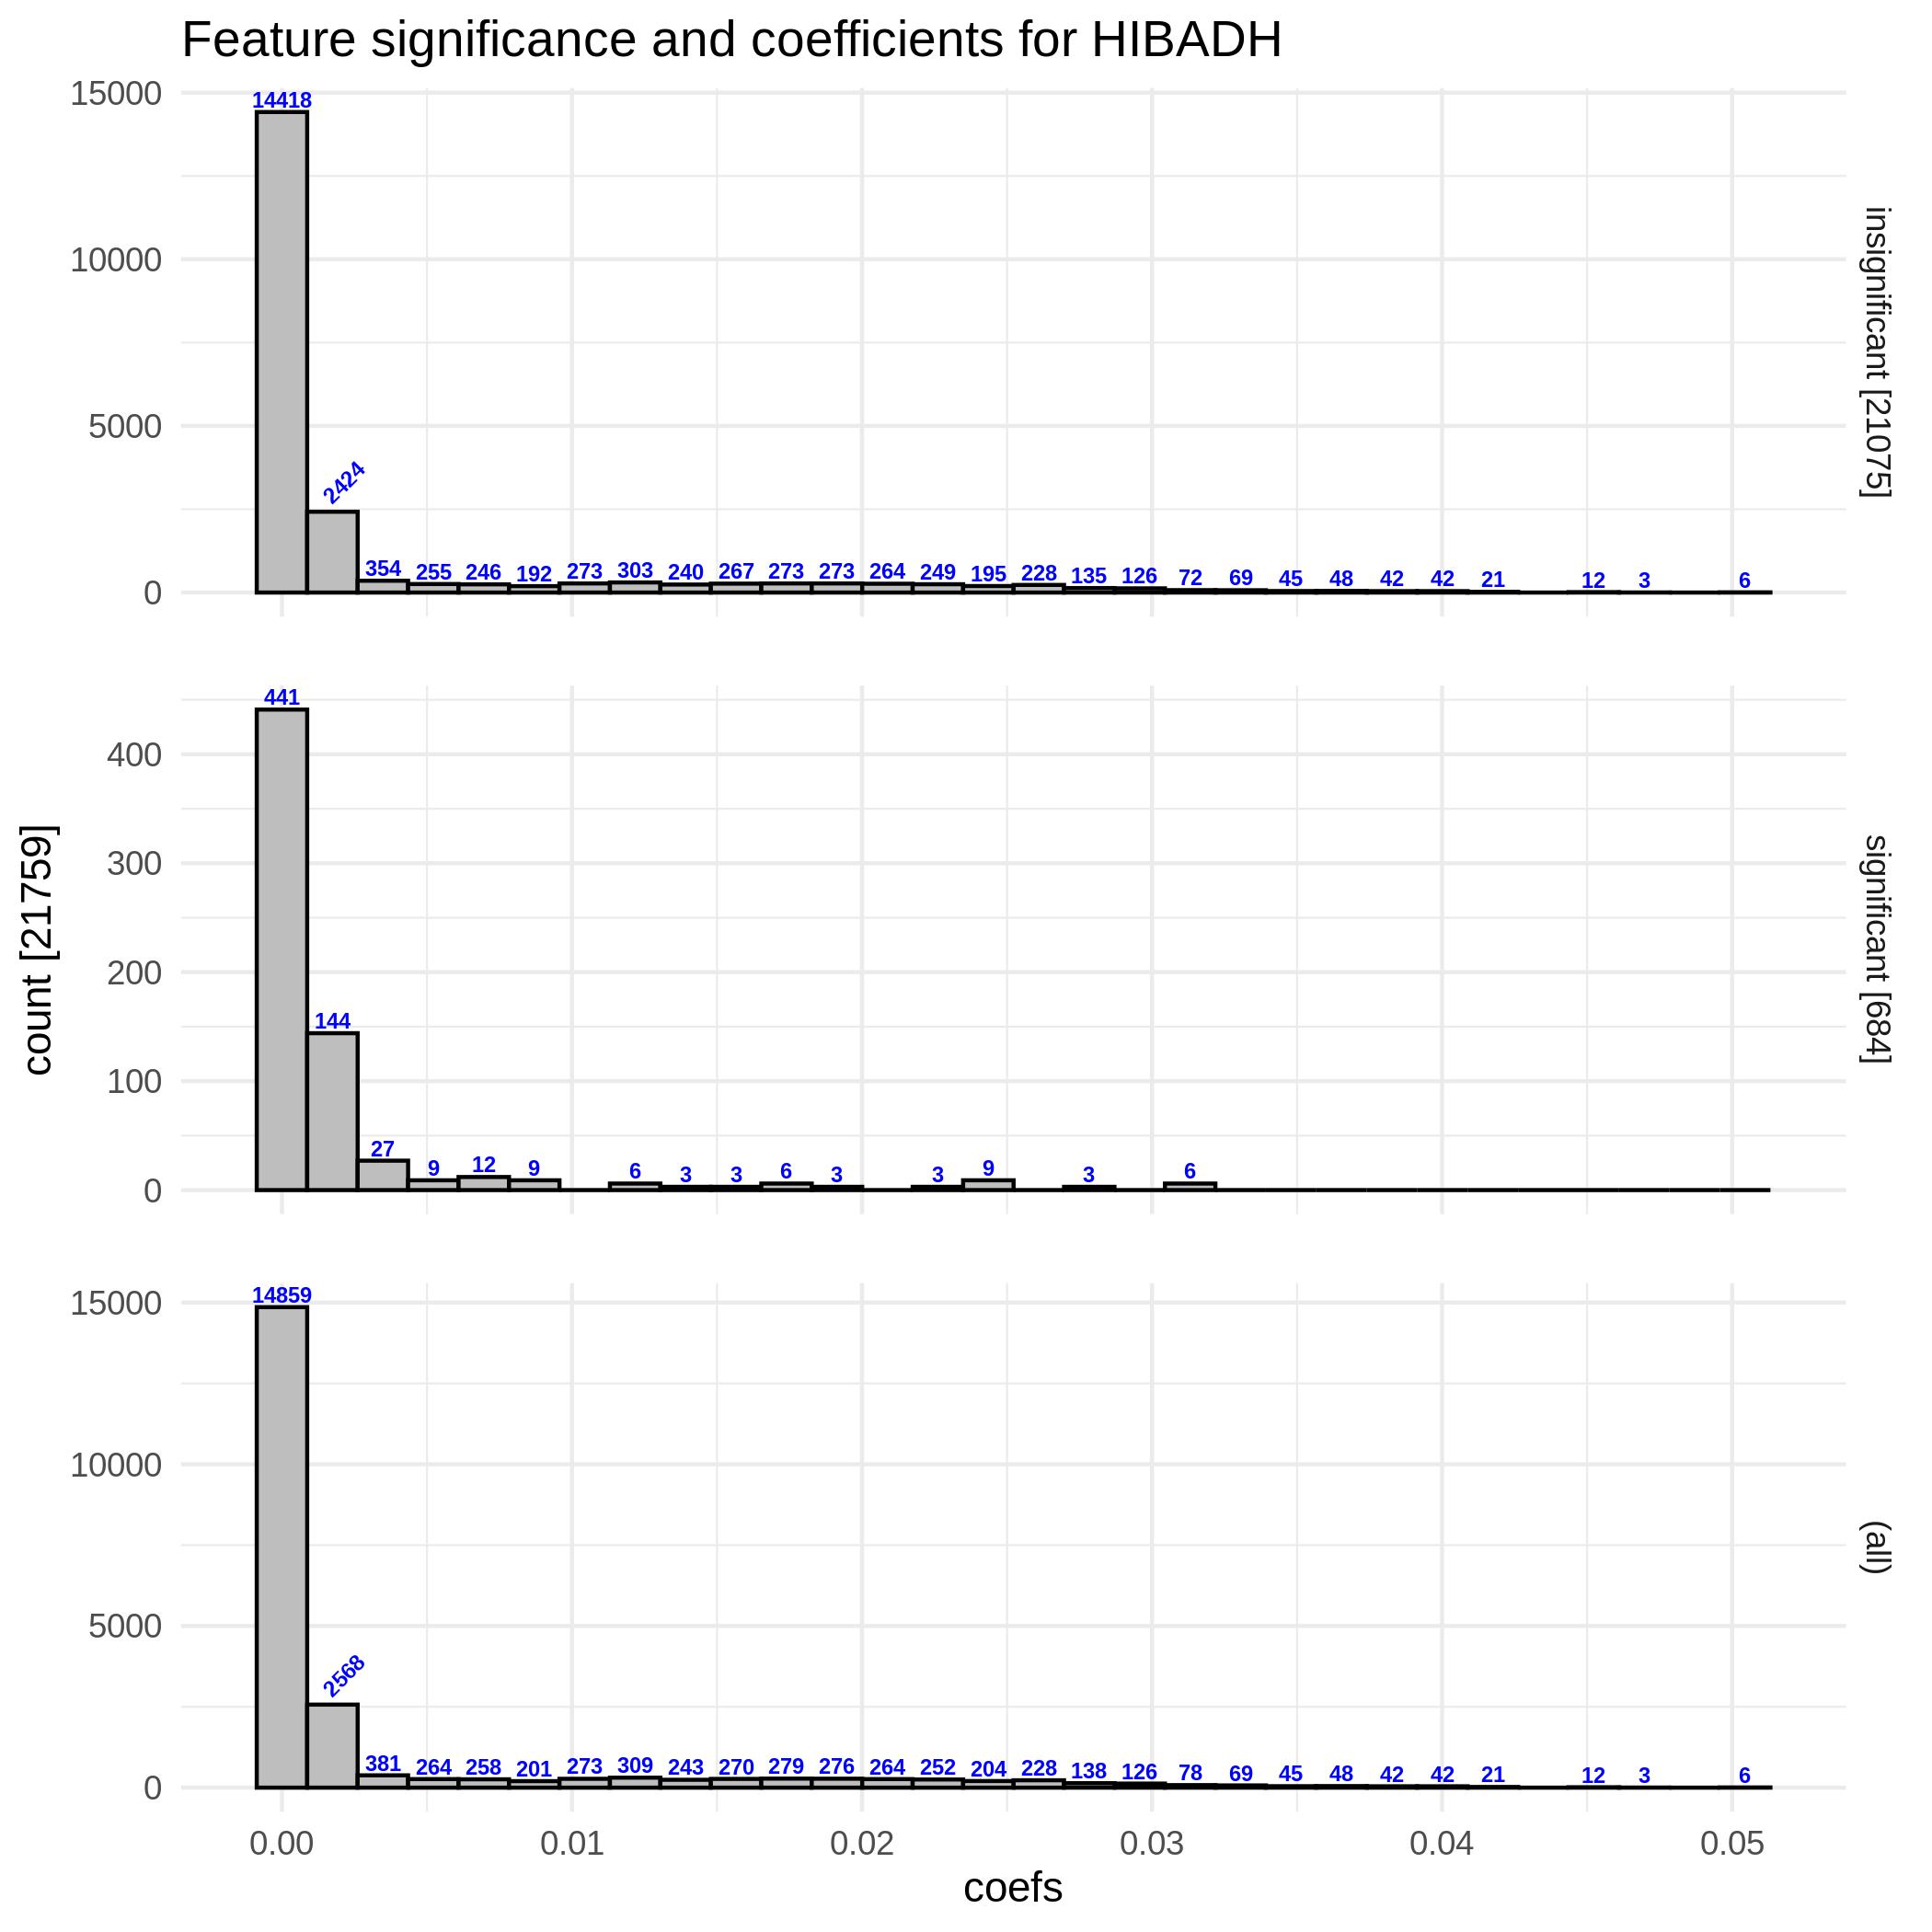 Feature significance and coefficients for HIBADH
count [21759]
15000
10000
5000
0
14418
2424
354 255 246 192 273 303 240 267 273 273 264 249 195 228 135 126 72 69 45 48 42 42 21 12 3 6
insignificant [21075]
400
300
200
100
0
441
144
27 9 12 9 6 3 3 6 3 3 9 3 6
significant [684]
15000
10000
5000
0
14859
2568
381 264 258 201 273 309 243 270 279 276 264 252 204 228 138 126 78 69 45 48 42 42 21 12 3 6
(all)
0.00 0.01 0.02 0.03 0.04 0.05
coefs